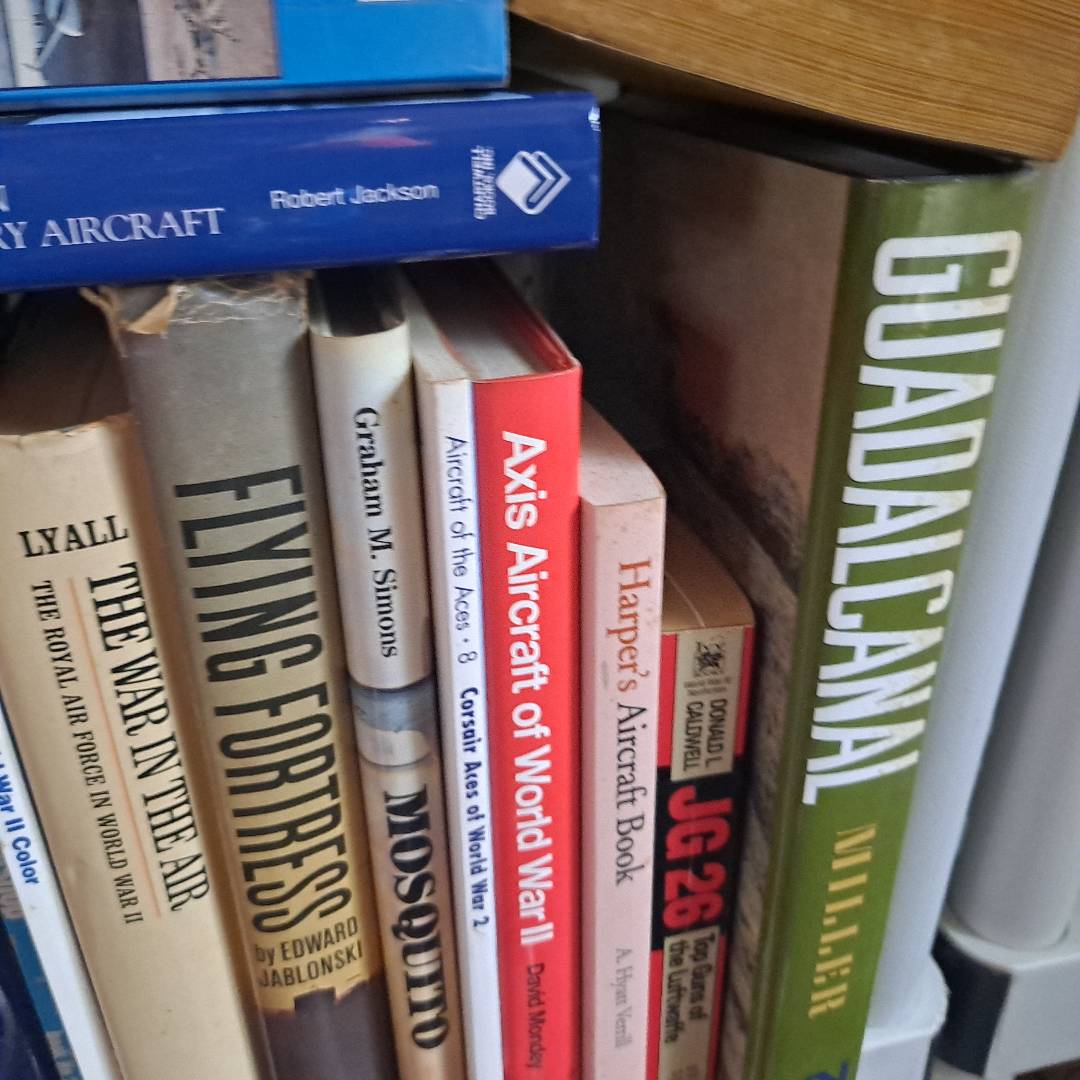 RY AIRCRAFT
Robert Jackson
War II Color
LYALL
THE WAR IN THE AIR
THE ROYAL AIR FORCE IN WORLD WAR II
FLYING FORTRESS
by EDWARD
JABLONSKI
Graham M. Simons
MOSQUITO
Aircraft of the Aces · 8 Corsair Aces of World War 2
Axis Aircraft of World War II David Mondey
Harper's Aircraft Book A. Hyatt Verrill
DONALD L.
CALDWELL
JG 26
Top Guns of
the Luftwaffe
GUADALCANAL
MILLER